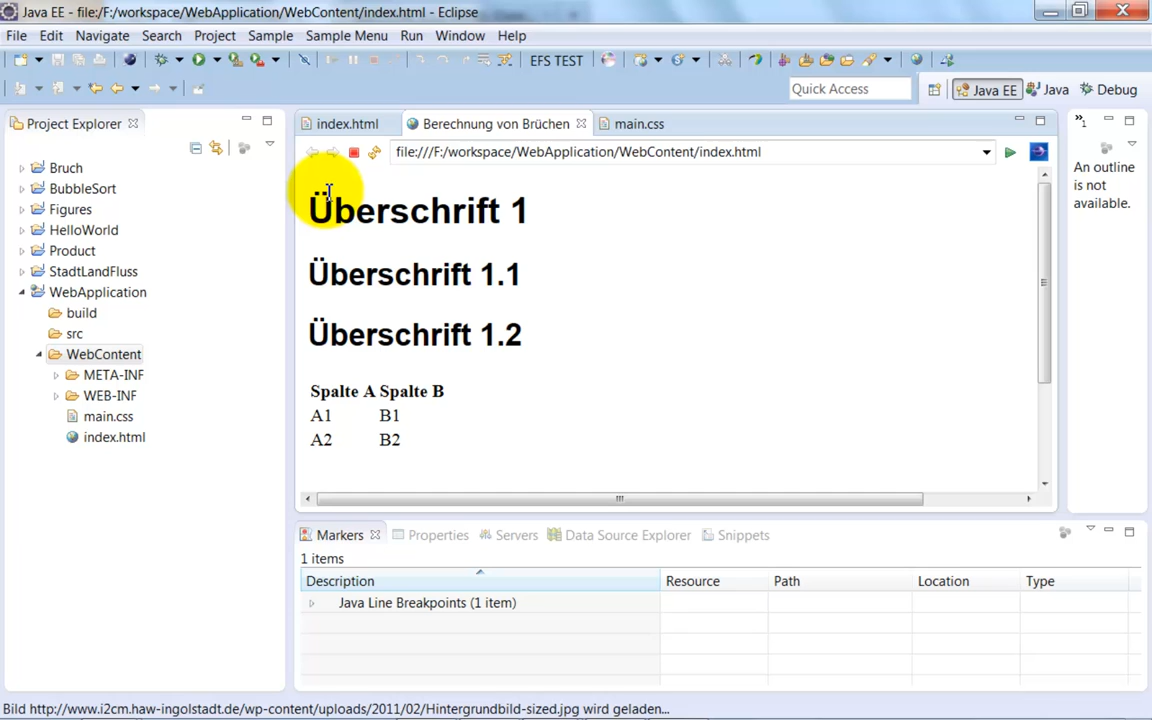 Java EE - file:/F:/workspace/WebApplication/WebContent/index.html - Eclipse
File Edit Navigate Search Project Sample Sample Menu Run Window Help
EFS TEST
Quick Access Java EE Java Debug
Project Explorer
Bruch
BubbleSort
Figures
HelloWorld
Product
StadtLandFluss
WebApplication
build
src
WebContent
META-INF
WEB-INF
main.css
index.html
index.html Berechnung von Brüchen main.css
file:///F:/workspace/WebApplication/WebContent/index.html
Überschrift 1
Überschrift 1.1
Überschrift 1.2
Spalte A Spalte B
A1 B1
A2 B2
»1
An outline
is not
available.
Markers Properties Servers Data Source Explorer Snippets
1 items
Description Resource Path Location Type
Java Line Breakpoints (1 item)
Bild http://www.i2cm.haw-ingolstadt.de/wp-content/uploads/2011/02/Hintergrundbild-sized.jpg wird geladen...